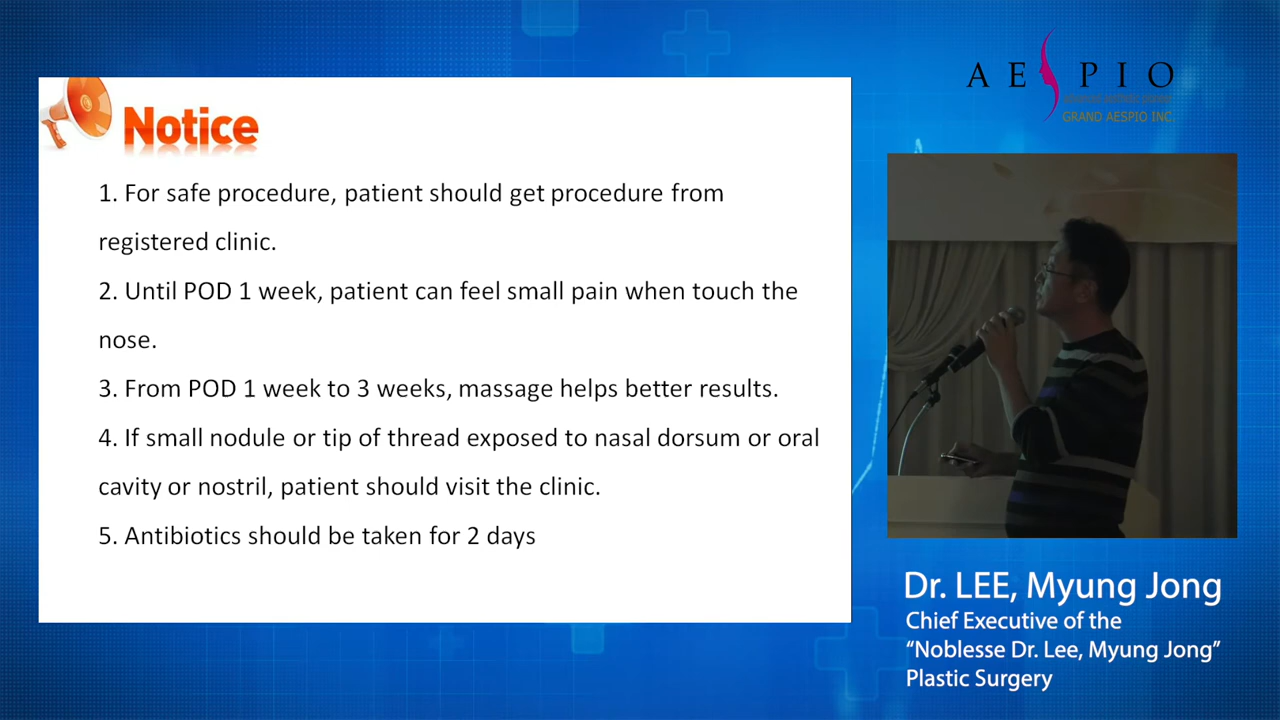 Notice
1. For safe procedure, patient should get procedure from
registered clinic.
2. Until POD 1 week, patient can feel small pain when touch the
nose.
3. From POD 1 week to 3 weeks, massage helps better results.
4. If small nodule or tip of thread exposed to nasal dorsum or oral
cavity or nostril, patient should visit the clinic.
5. Antibiotics should be taken for 2 days
AESPIO
GRAND AESPIO INC.
Dr. LEE, Myung Jong
Chief Executive of the
“Noblesse Dr. Lee, Myung Jong”
Plastic Surgery